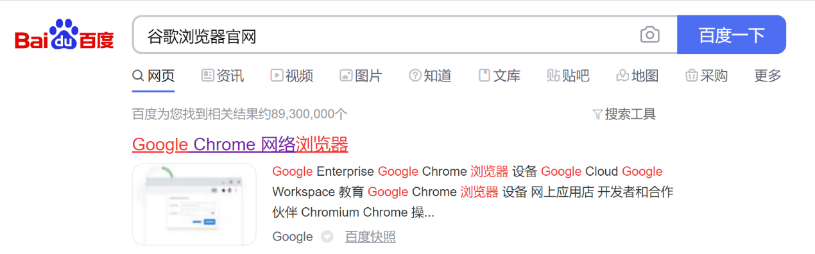 Bai du 百度 谷歌浏览器官网 百度一下
网页 资讯 视频 图片 知道 文库 贴吧 地图 采购 更多
百度为您找到相关结果约89,300,000个 搜索工具
Google Chrome 网络浏览器
Google Enterprise Google Chrome 浏览器 设备 Google Cloud Google
Workspace 教育 Google Chrome 浏览器 设备 网上应用店 开发者和合作
伙伴 Chromium Chrome 操...
Google 百度快照